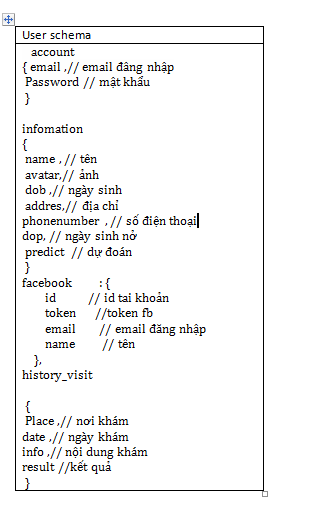 User schema
account
{ email ,// email đăng nhập
Password // mật khẩu
}
infomation
{
name , // tên
avatar,// ảnh
dob ,// ngày sinh
addres,// địa chỉ
phonenumber , // số điện thoại
dop, // ngày sinh nở
predict // dự đoán
}
facebook : {
id // id tai khoản
token //token fb
email // email đăng nhập
name // tên
},
history_visit
{
Place ,// nơi khám
date ,// ngày khám
info ,// nội dung khám
result //kết quả
}